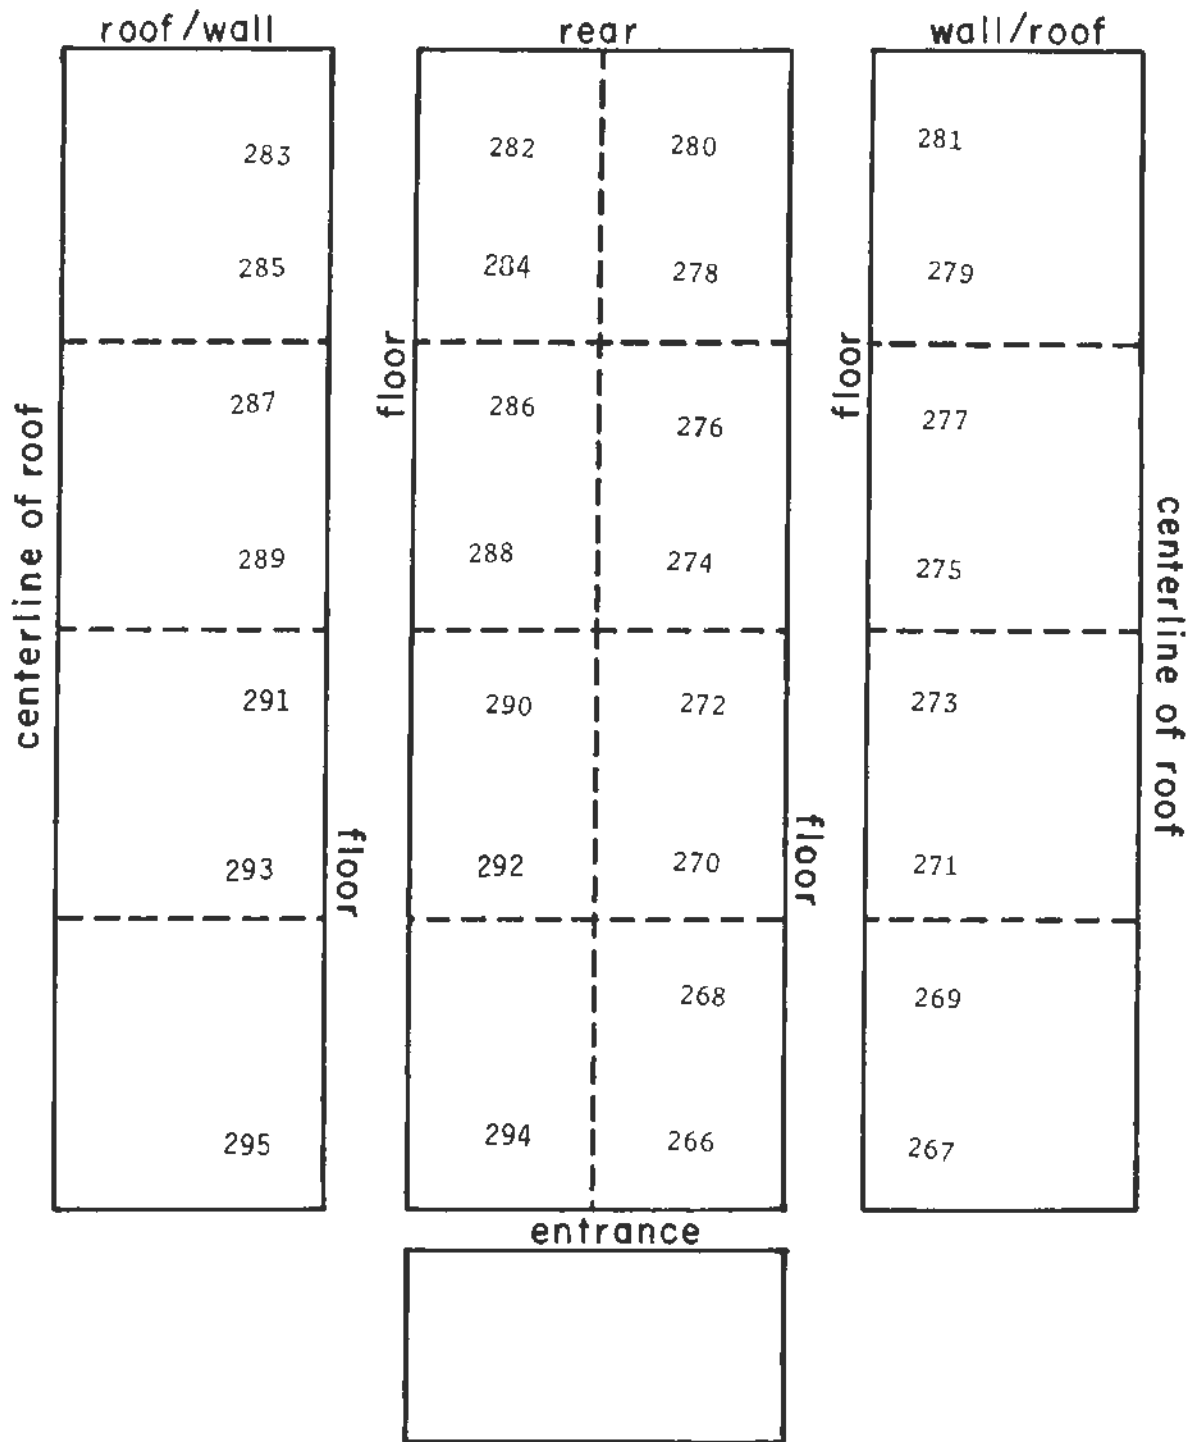 roof/wall rear wall/roof
283 282 280 281
285 284 278 279
floor floor
287 286 276 277
centerline of roof
289 288 274 275
centerline of roof
291 290 272 273
floor floor
293 292 270 271
268 269
295 294 266 267
entrance